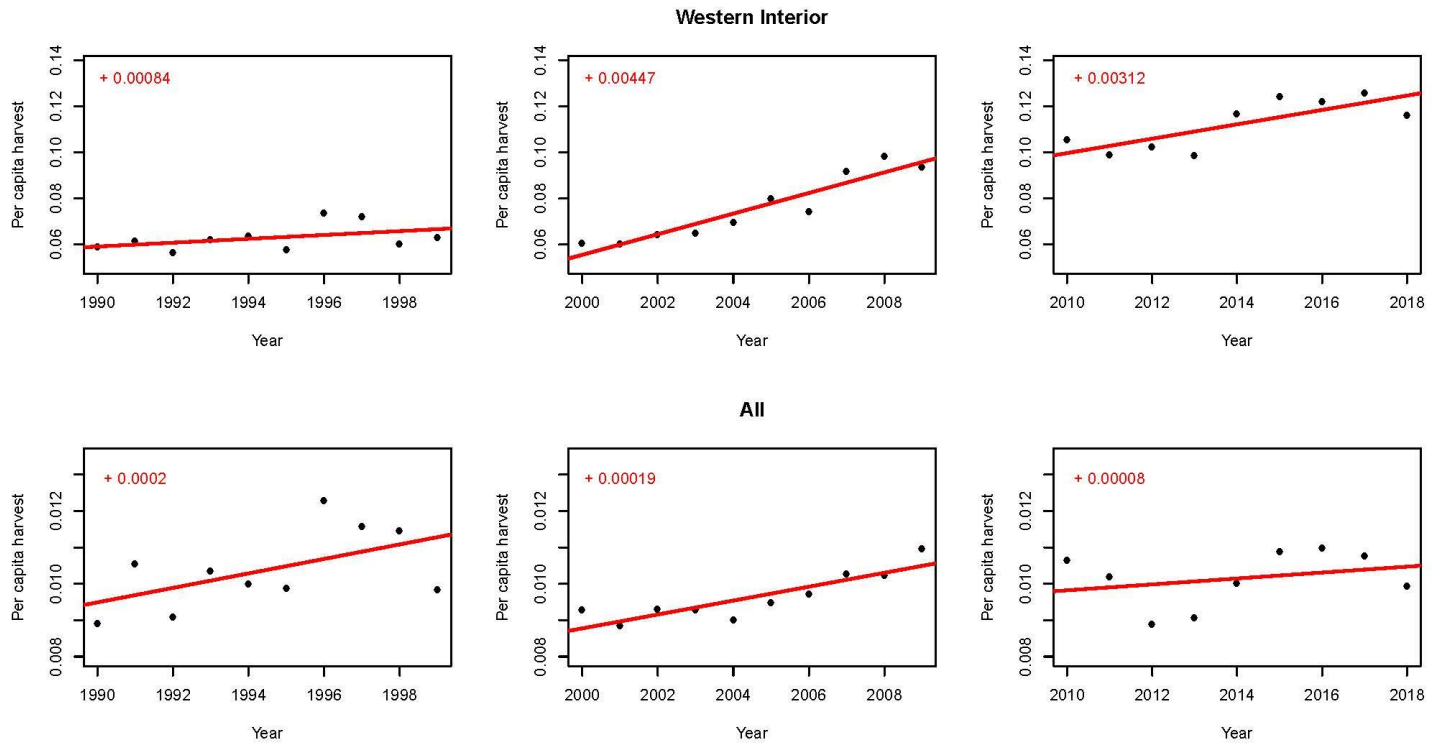 Western Interior
+ 0.00084
+ 0.00447
+ 0.00312
Per capita harvest
0.06 0.08 0.10 0.12 0.14
Per capita harvest
0.06 0.08 0.10 0.12 0.14
Per capita harvest
0.06 0.08 0.10 0.12 0.14
1990 1992 1994 1996 1998
2000 2002 2004 2006 2008
2010 2012 2014 2016 2018
Year
Year
Year
All
+ 0.0002
+ 0.00019
+ 0.00008
Per capita harvest
0.008 0.010 0.012
Per capita harvest
0.008 0.010 0.012
Per capita harvest
0.008 0.010 0.012
1990 1992 1994 1996 1998
2000 2002 2004 2006 2008
2010 2012 2014 2016 2018
Year
Year
Year